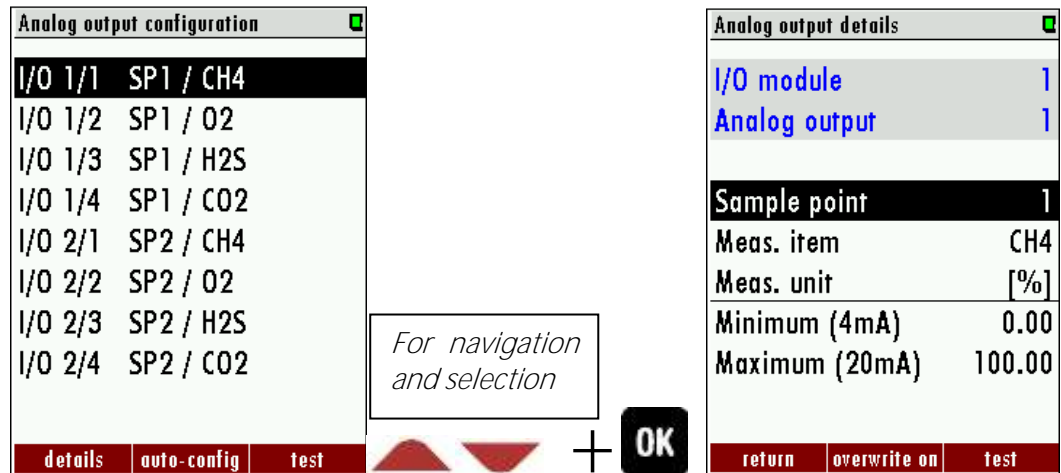 Analog output configuration
I/O 1/1 SP1 / CH4
I/O 1/2 SP1 / O2
I/O 1/3 SP1 / H2S
I/O 1/4 SP1 / CO2
I/O 2/1 SP2 / CH4
I/O 2/2 SP2 / O2
I/O 2/3 SP2 / H2S
I/O 2/4 SP2 / CO2
details auto-config test
For navigation
and selection
+ OK
Analog output details
I/O module 1
Analog output 1
Sample point 1
Meas. item CH4
Meas. unit [%]
Minimum (4mA) 0.00
Maximum (20mA) 100.00
return overwrite on test